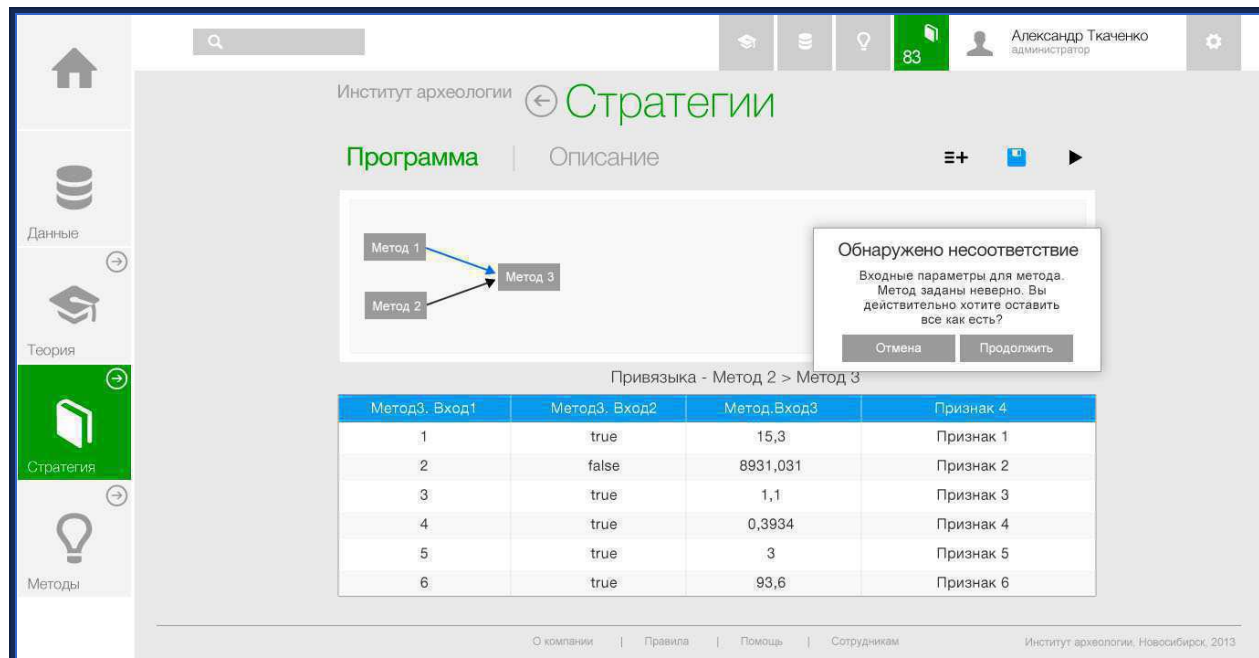 83
Александр Ткаченко
администратор
Институт археологии
Стратегии
Программа | Описание
Данные
Теория
Стратегия
Методы
Метод 1
Метод 2
Метод 3
Обнаружено несоответствие
Входные параметры для метода.
Метод заданы неверно. Вы
действительно хотите оставить
все как есть?
Отмена Продолжить
Привязыка - Метод 2 > Метод 3
Метод3. Вход1 Метод3. Вход2 Метод.Вход3 Признак 4
1 true 15,3 Признак 1
2 false 8931,031 Признак 2
3 true 1,1 Признак 3
4 true 0,3934 Признак 4
5 true 3 Признак 5
6 true 93,6 Признак 6
О компании | Правила | Помощь | Сотрудникам
Институт археологии, Новосибирск, 2013